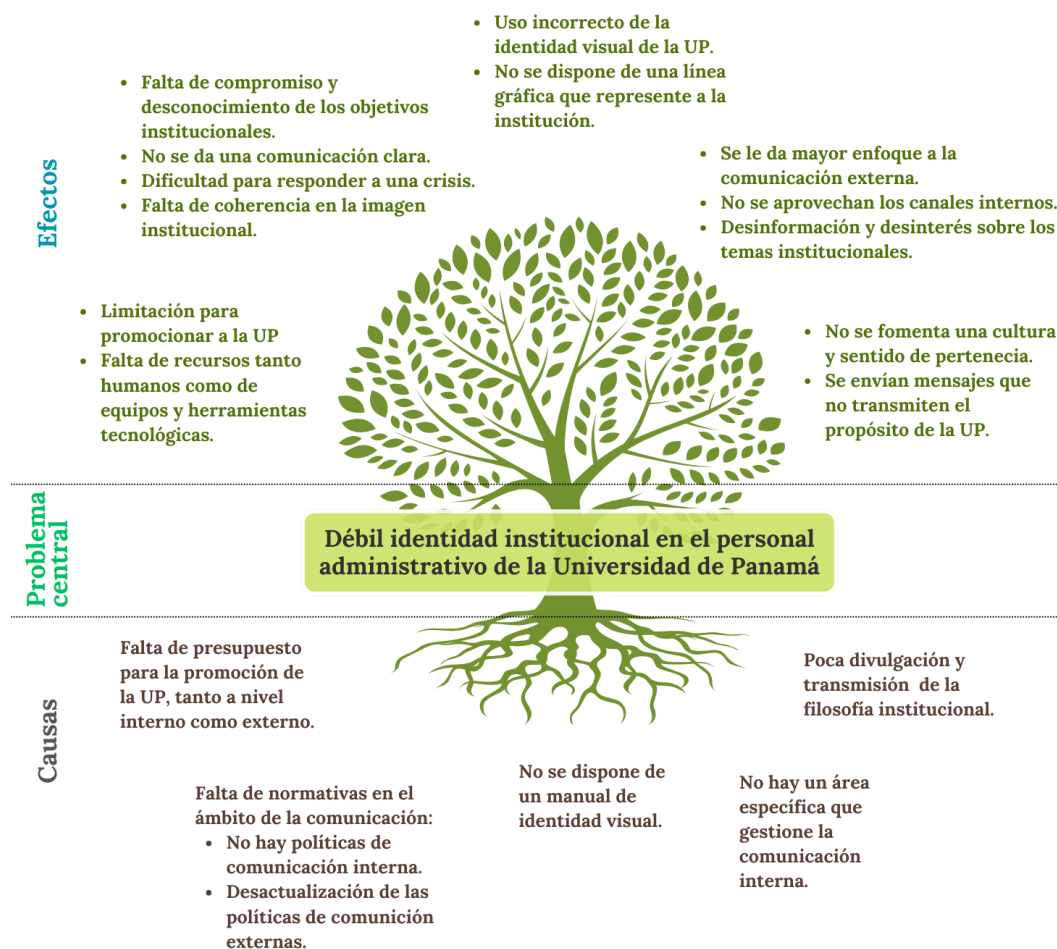 • Uso incorrecto de la
identidad visual de la UP.
• No se dispone de una línea
gráfica que represente a la
institución.
• Falta de compromiso y
desconocimiento de los objetivos
institucionales.
• No se da una comunicación clara.
• Dificultad para responder a una crisis.
• Falta de coherencia en la imagen
institucional.
• Se le da mayor enfoque a la
comunicación externa.
• No se aprovechan los canales internos.
• Desinformación y desinterés sobre los
temas institucionales.
Efectos
• Limitación para
promocionar a la UP
• Falta de recursos tanto
humanos como de
equipos y herramientas
tecnológicas.
• No se fomenta una cultura
y sentido de pertenecia.
• Se envían mensajes que
no transmiten el
propósito de la UP.
Problema
central
Débil identidad institucional en el personal
administrativo de la Universidad de Panamá
Causas
Falta de presupuesto
para la promoción de
la UP, tanto a nivel
interno como externo.
Poca divulgación y
transmisión de la
filosofía institucional.
Falta de normativas en el
ámbito de la comunicación:
• No hay políticas de
comunicación interna.
• Desactualización de las
políticas de comunición
externas.
No se dispone de
un manual de
identidad visual.
No hay un área
específica que
gestione la
comunicación
interna.